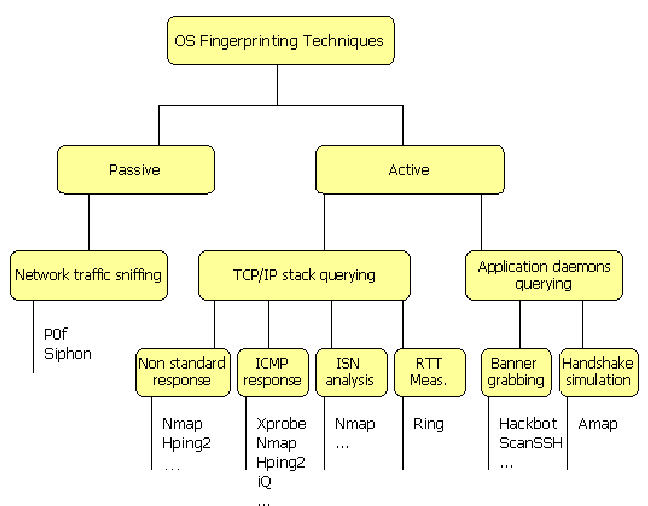 OS Fingerprinting Techniques
Passive
Active
Network traffic sniffing
TCP/IP stack querying
Application daemons
querying
P0f
Siphon
Non standard
response
ICMP
response
ISN
analysis
RTT
Meas.
Banner
grabbing
Handshake
simulation
Nmap
Hping2
...
Xprobe
Nmap
Hping2
iQ
...
Nmap
...
Ring
Hackbot
ScanSSH
...
Amap